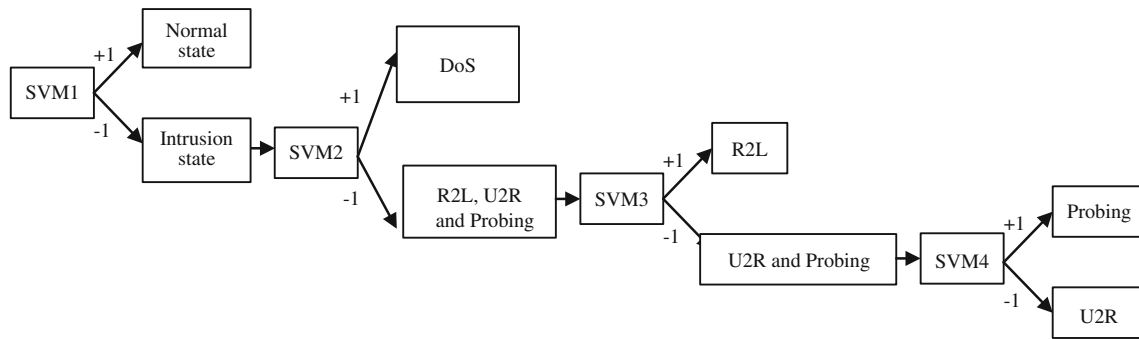 SVM1
+1
Normal
state
-1
Intrusion
state
SVM2
+1
DoS
-1
R2L, U2R
and Probing
SVM3
+1
R2L
-1
U2R and Probing
SVM4
+1
Probing
-1
U2R